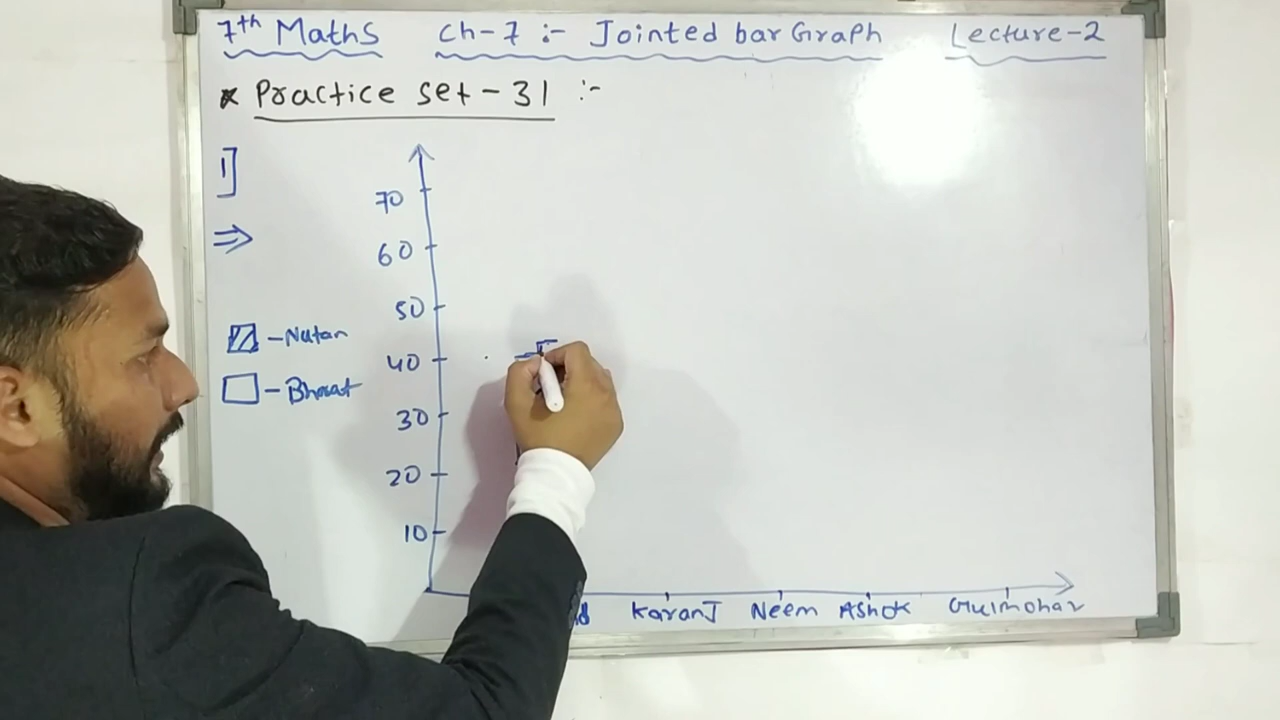 7th Maths Ch-7 :- Jointed bar Graph Lecture-2
* Practice set - 31 :-
1]
⇒
70
60
50
40
30
20
10
- Nutan
- Bharat
Karanj Neem Ashok Gulmohar